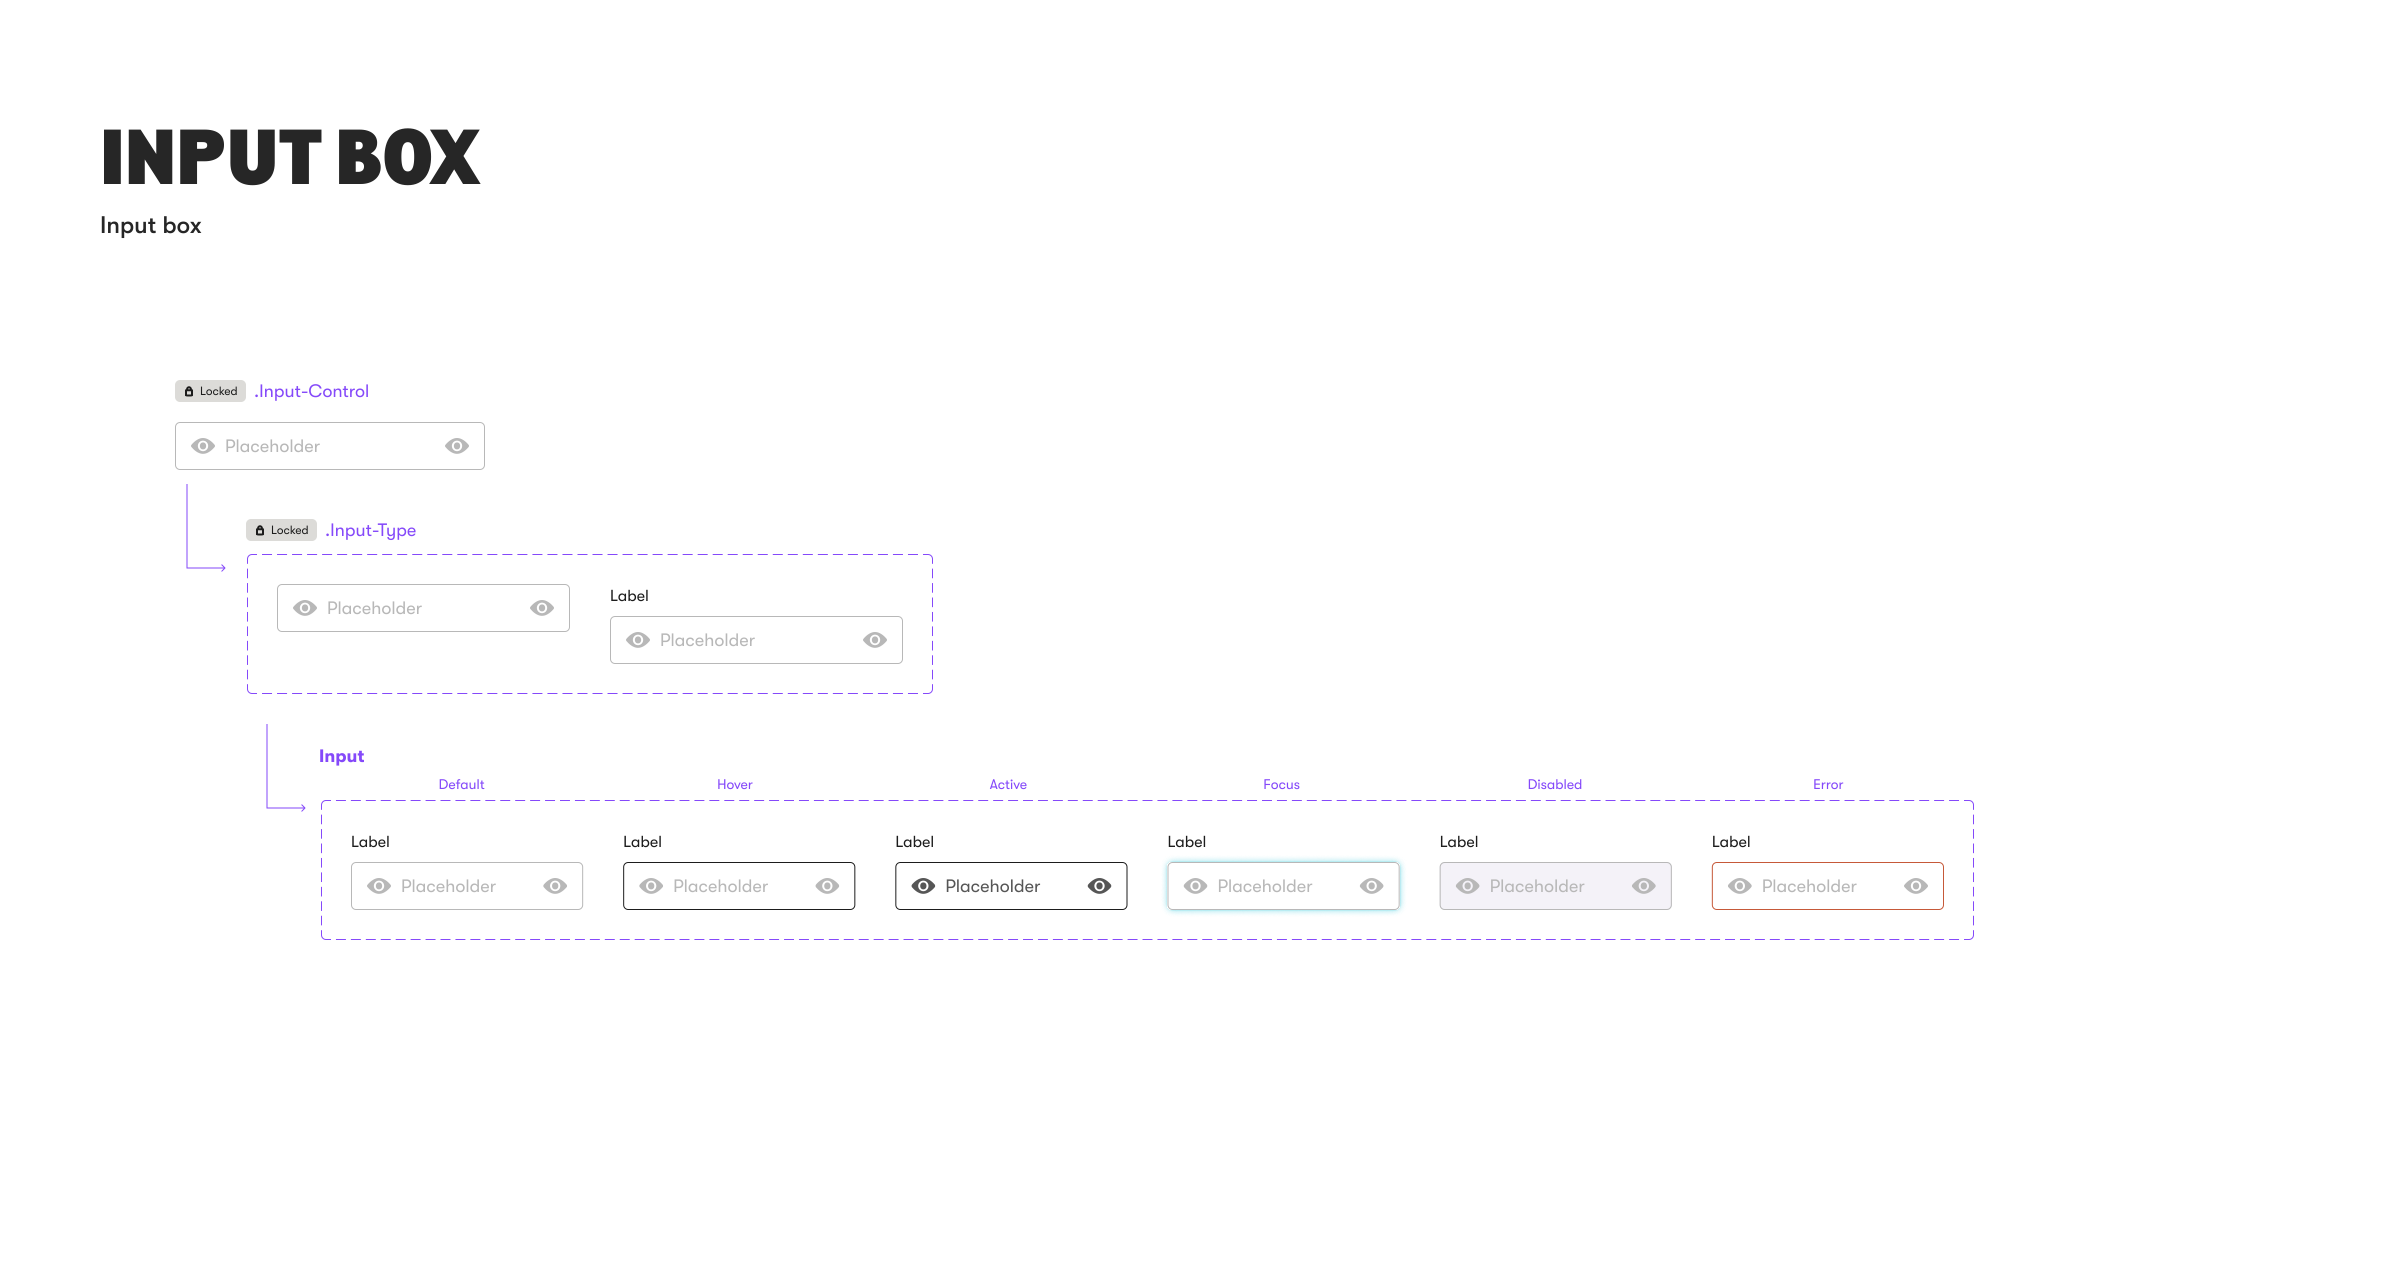 INPUT BOX
Input box
Locked .Input-Control
Placeholder
Locked .Input-Type
Placeholder
Label
Placeholder
Input
Default Hover Active Focus Disabled Error
Label Label Label Label Label Label
Placeholder Placeholder Placeholder Placeholder Placeholder Placeholder